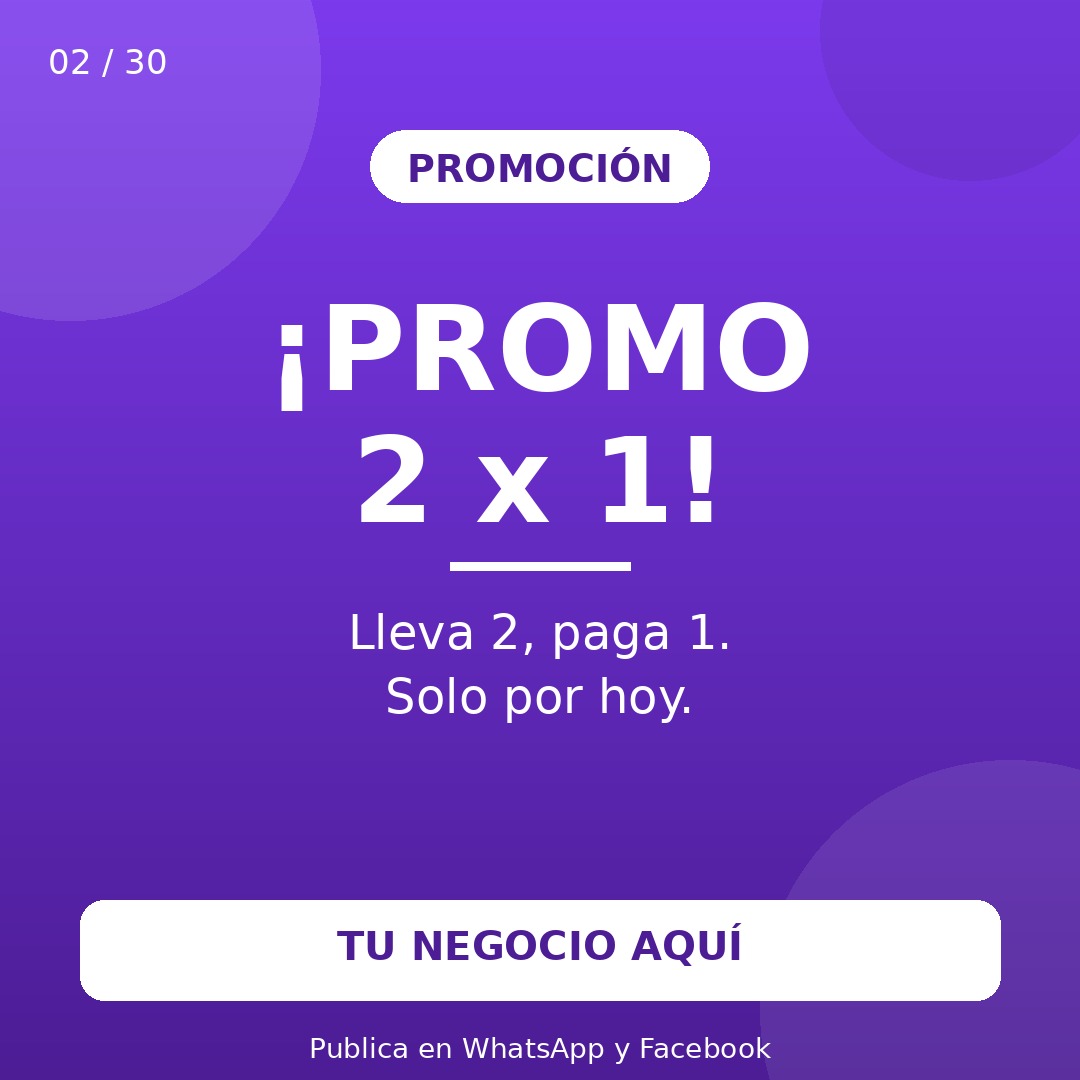 02 / 30
PROMOCIÓN
¡PROMO
2 x 1!
Lleva 2, paga 1.
Solo por hoy.
TU NEGOCIO AQUÍ
Publica en WhatsApp y Facebook